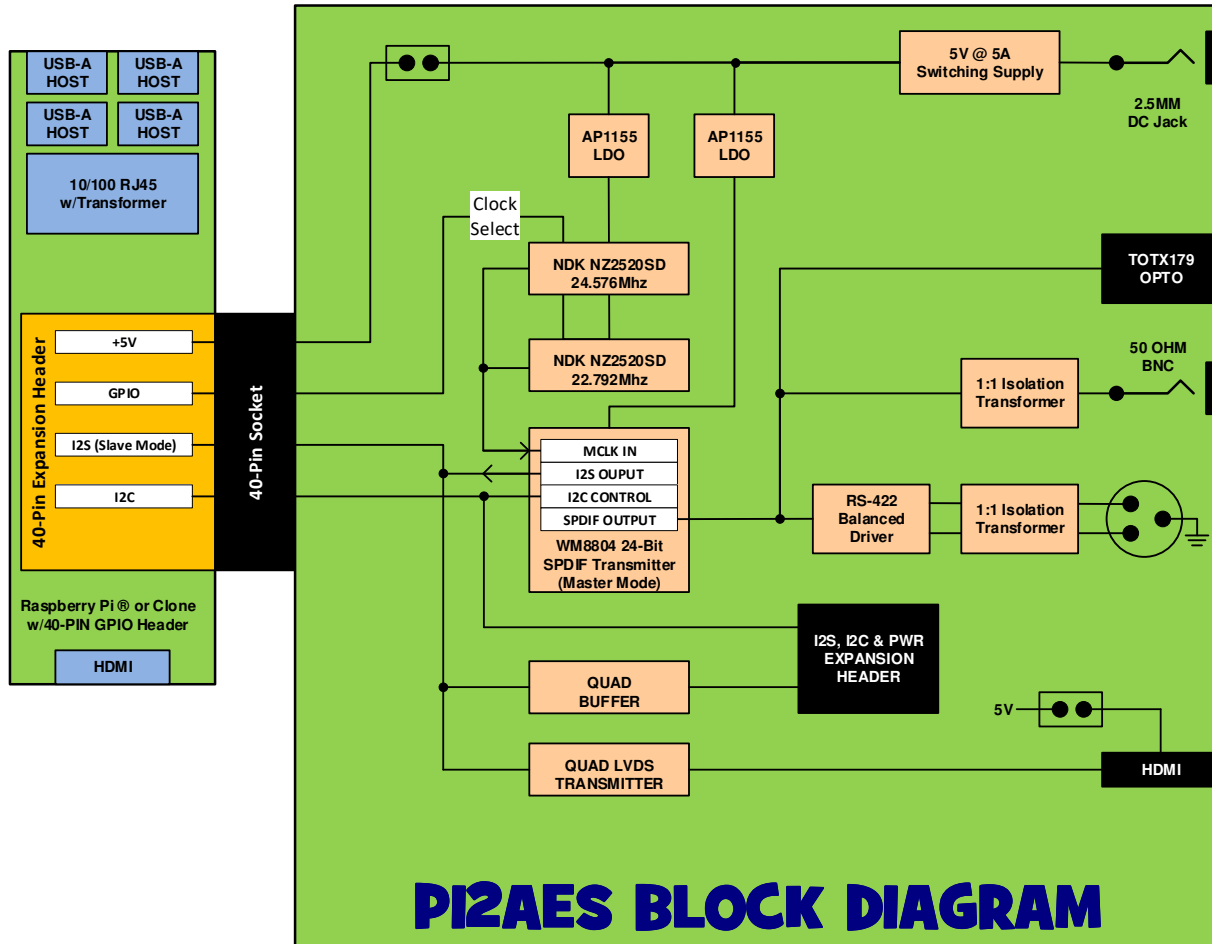 USB-A
HOST
USB-A
HOST
USB-A
HOST
USB-A
HOST
10/100 RJ45
w/Transformer
40-Pin Expansion Header
+5V
GPIO
I2S (Slave Mode)
I2C
Raspberry Pi ® or Clone
w/40-PIN GPIO Header
HDMI
40-Pin Socket
5V @ 5A
Switching Supply
2.5MM
DC Jack
AP1155
LDO
AP1155
LDO
Clock
Select
NDK NZ2520SD
24.576Mhz
NDK NZ2520SD
22.792Mhz
TOTX179
OPTO
50 OHM
BNC
1:1 Isolation
Transformer
MCLK IN
I2S OUPUT
I2C CONTROL
SPDIF OUTPUT
WM8804 24-Bit
SPDIF Transmitter
(Master Mode)
RS-422
Balanced
Driver
1:1 Isolation
Transformer
I2S, I2C & PWR
EXPANSION
HEADER
QUAD
BUFFER
5V
QUAD LVDS
TRANSMITTER
HDMI
PI2AES BLOCK DIAGRAM